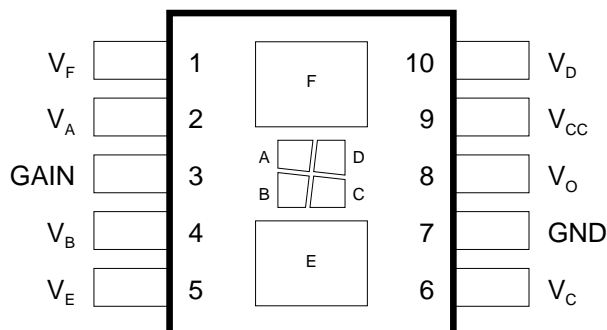 V_F 1 F 10 V_D
V_A 2 9 V_CC
A D
GAIN 3 8 V_O
B C
V_B 4 7 GND
V_E 5 E 6 V_C